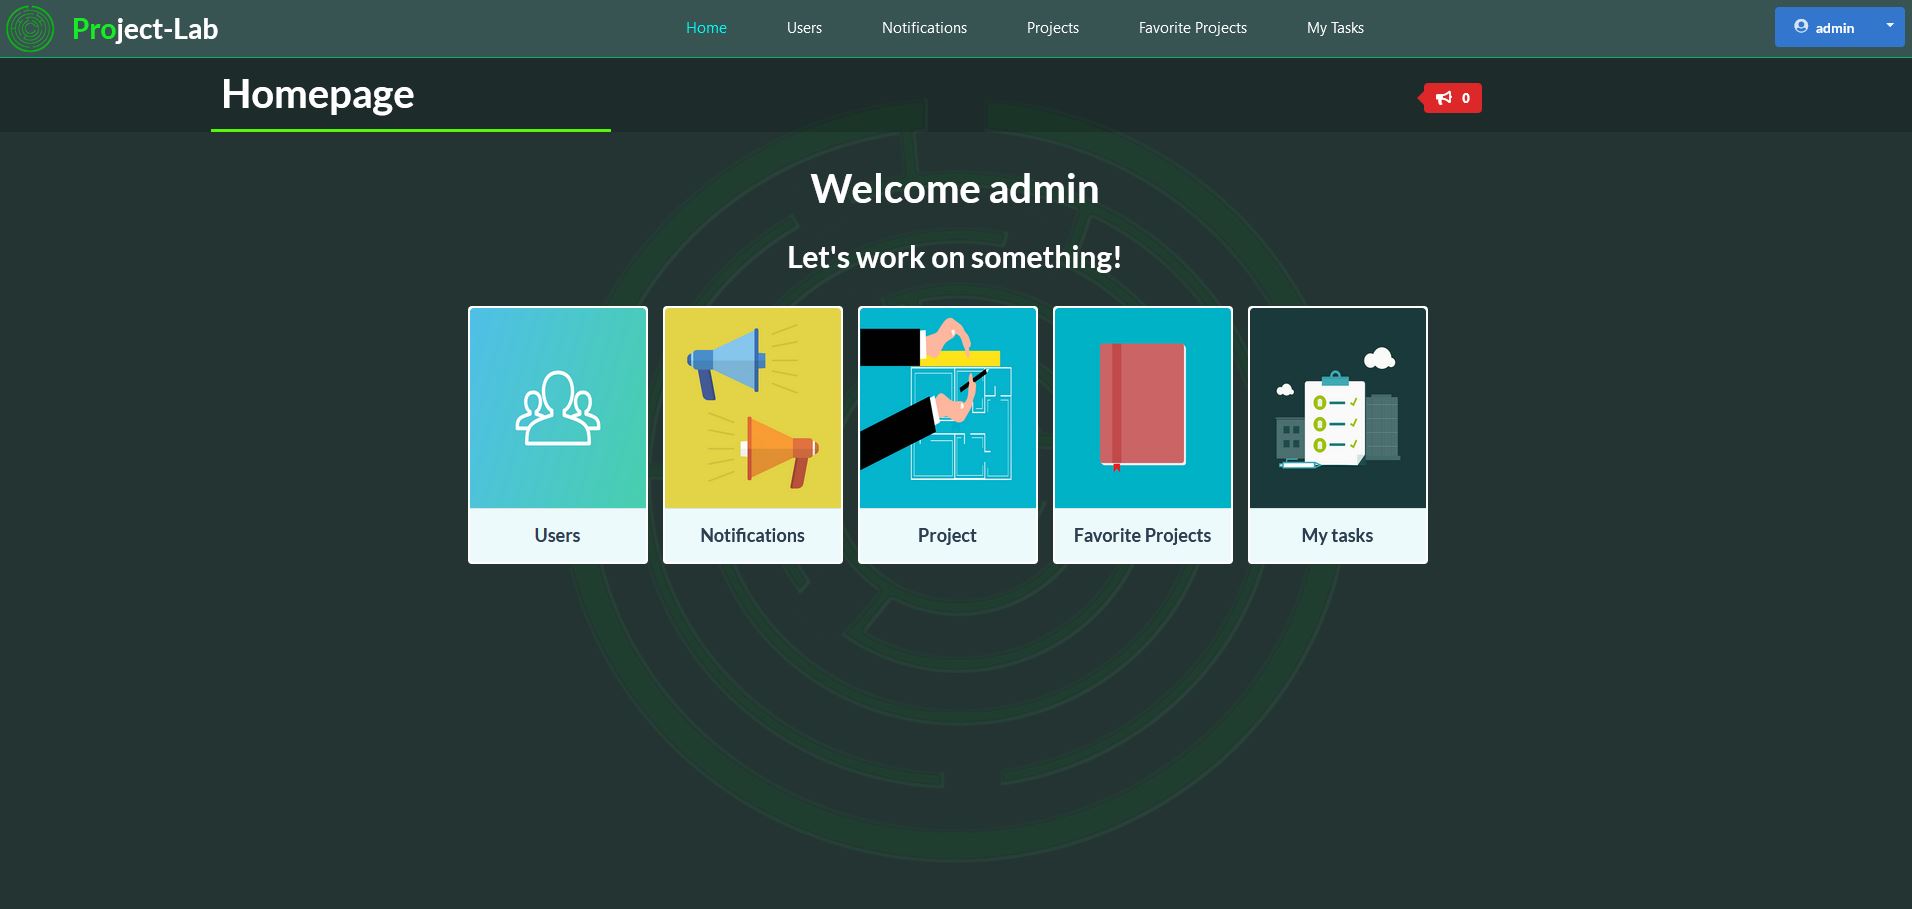 Project-Lab
Home Users Notifications Projects Favorite Projects My Tasks
admin
Homepage
0
Welcome admin
Let's work on something!
Users Notifications Project Favorite Projects My tasks